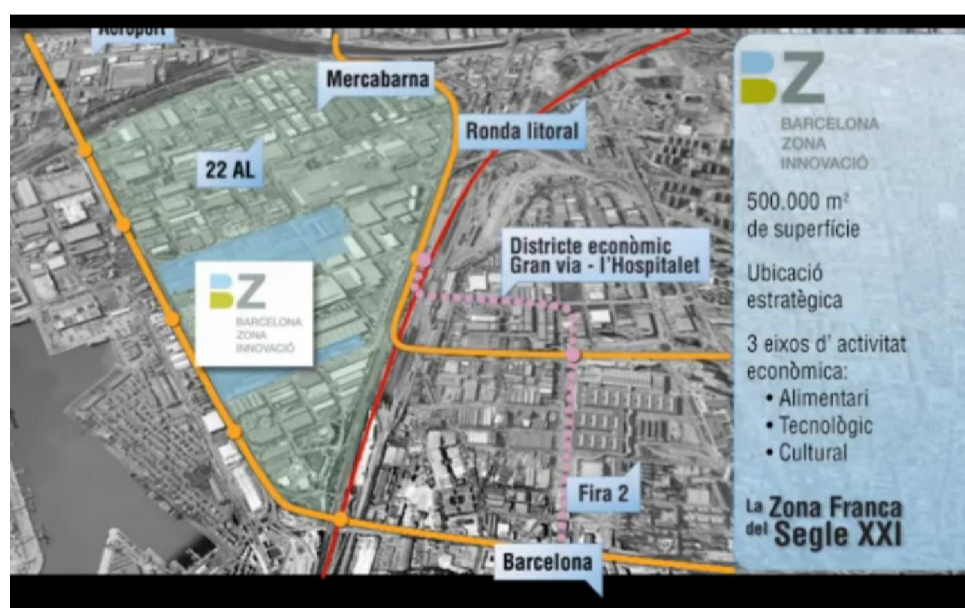 Aeroport
Mercabarna
Ronda litoral
22 AL
Districte econòmic
Gran via - l'Hospitalet
BZ
BARCELONA
ZONA
INNOVACIÓ
Fira 2
Barcelona
BZ
BARCELONA
ZONA
INNOVACIÓ
500.000 m²
de superfície
Ubicació
estratègica
3 eixos d' activitat
econòmica:
• Alimentari
• Tecnològic
• Cultural
La Zona Franca
del Segle XXI